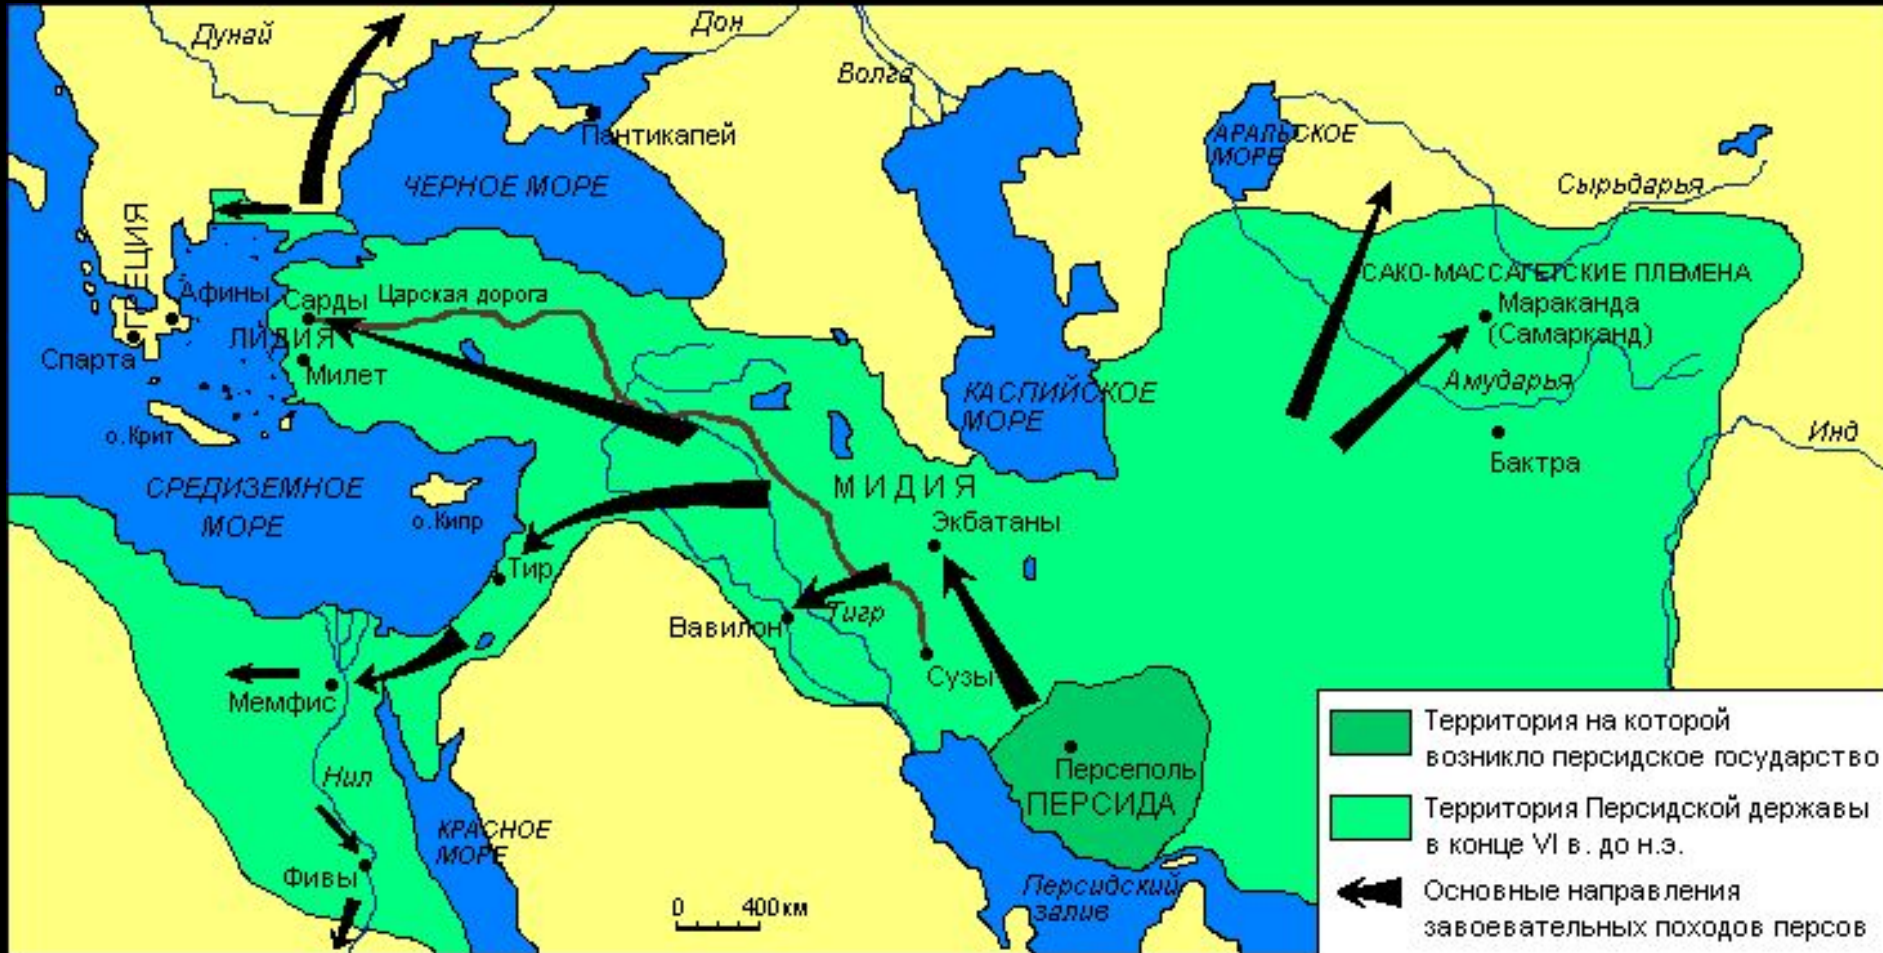 Дунай
Дон
Волга
Пантикапей
АРАЛЬСКОЕ
МОРЕ
ЧЕРНОЕ МОРЕ
Сырьдарья
ГРЕЦИЯ
САКО-МАССАГЕТСКИЕ ПЛЕМЕНА
Афины
Сарды
Царская дорога
Мараканда
(Самарканд)
ЛИДИЯ
Спарта
Милет
Амударья
КАСПИЙСКОЕ
МОРЕ
о.Крит
Инд
Бактра
СРЕДИЗЕМНОЕ
МОРЕ
о.Кипр
МИДИЯ
Экбатаны
Тир
Тигр
Вавилон
Сузы
Мемфис
Нил
Персеполь
ПЕРСИДА
КРАСНОЕ
МОРЕ
Фивы
Персидский
залив
0 400 км
Территория на которой
возникло персидское государство
Территория Персидской державы
в конце VI в. до н.э.
Основные направления
завоевательных походов персов